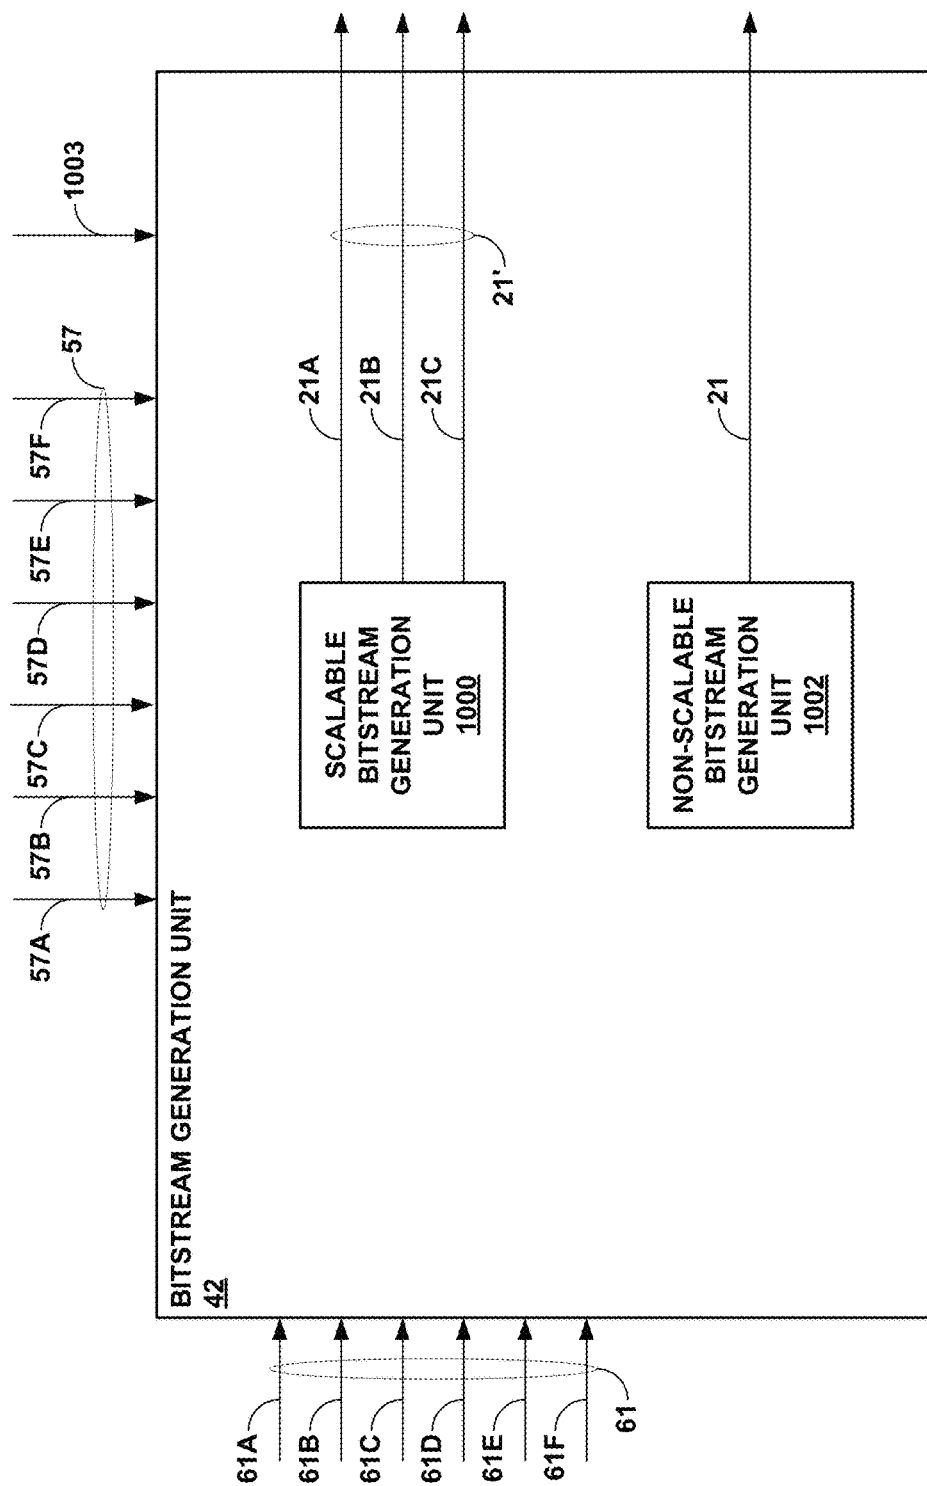 BITSTREAM GENERATION UNIT
42
57A
57B
57C
57D
57E
57F
57
1003
61A
61B
61C
61D
61E
61F
61
SCALABLE
BITSTREAM
GENERATION
UNIT
1000
21A
21B
21C
21'
NON-SCALABLE
BITSTREAM
GENERATION
UNIT
1002
21